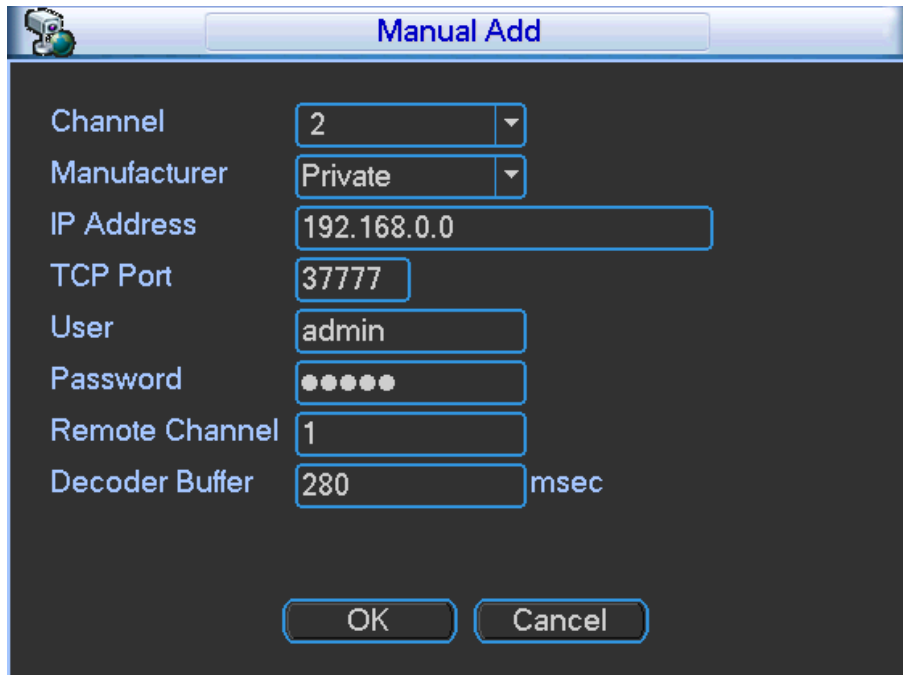 Manual Add
Channel 2
Manufacturer Private
IP Address 192.168.0.0
TCP Port 37777
User admin
Password ●●●●●
Remote Channel 1
Decoder Buffer 280 msec
OK Cancel